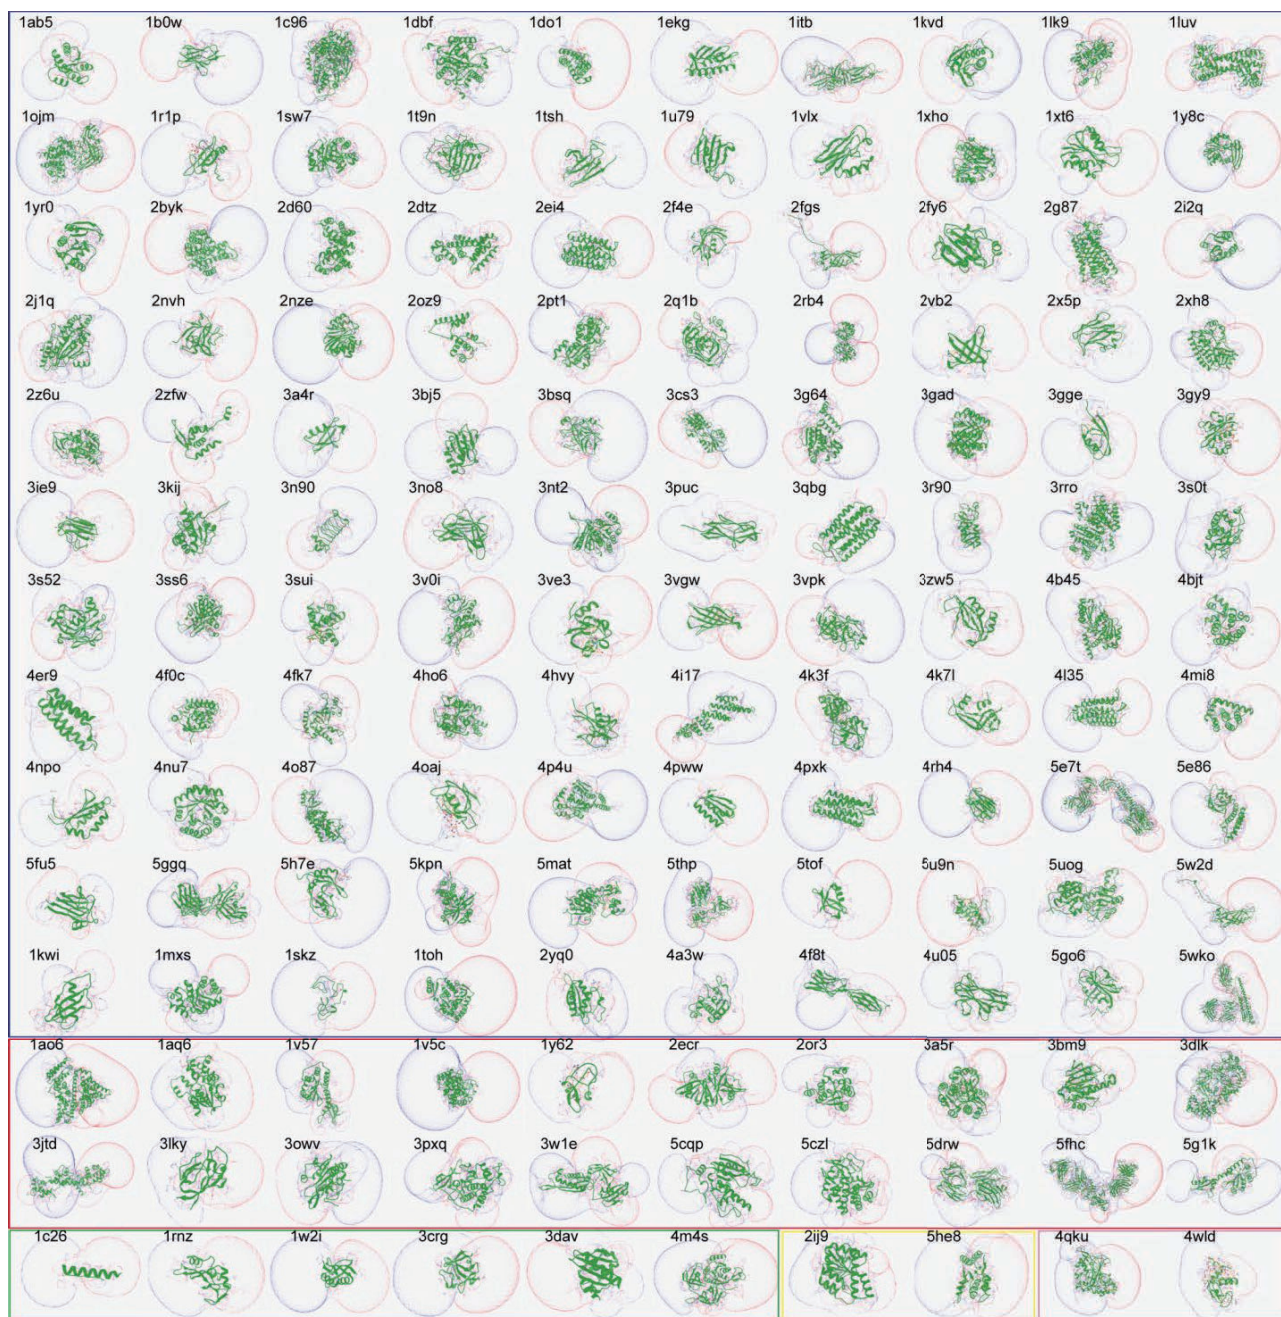 1ab5 1b0w 1c96 1dbf 1do1 1ekg 1itb 1kvd 1lk9 1luv
1ojm 1r1p 1sw7 1t9n 1tsh 1u79 1vlx 1xho 1xt6 1y8c
1yr0 2byk 2d60 2dtz 2ei4 2f4e 2fgs 2fy6 2g87 2i2q
2j1q 2nvh 2nze 2oz9 2pt1 2q1b 2rb4 2vb2 2x5p 2xh8
2z6u 2zfw 3a4r 3bj5 3bsq 3cs3 3g64 3gad 3gge 3gy9
3ie9 3kij 3n90 3no8 3nt2 3puc 3qbg 3r90 3rro 3s0t
3s52 3ss6 3sui 3v0i 3ve3 3vgw 3vpk 3zw5 4b45 4bjt
4er9 4f0c 4fk7 4ho6 4hvy 4i17 4k3f 4k7l 4l35 4mi8
4npo 4nu7 4o87 4oaj 4p4u 4pww 4pxk 4rh4 5e7t 5e86
5fu5 5ggq 5h7e 5kpn 5mat 5thp 5tof 5u9n 5uog 5w2d
1kwi 1mxs 1skz 1toh 2yq0 4a3w 4f8t 4u05 5go6 5wko
1ao6 1aq6 1v57 1v5c 1y62 2ecr 2or3 3a5r 3bm9 3dlk
3jtd 3lky 3owv 3pxq 3w1e 5cqp 5czl 5drw 5fhc 5g1k
1c26 1rnz 1w2i 3crg 3dav 4m4s 2ij9 5he8 4qku 4wld